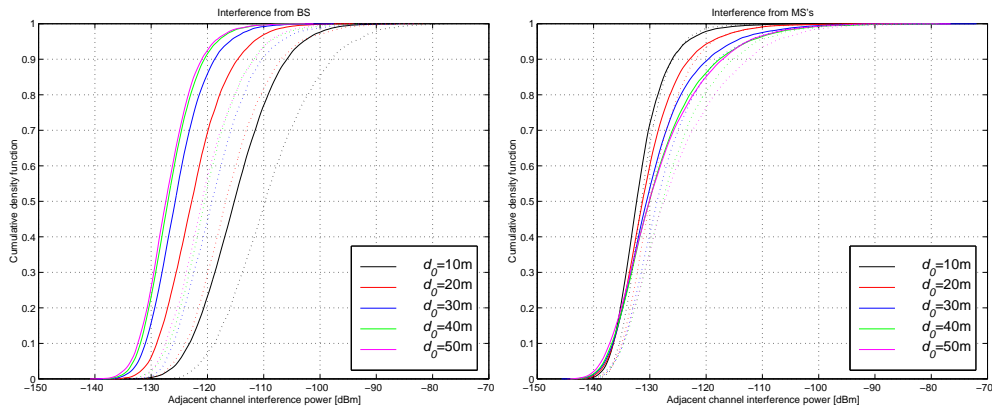 Interference from BS
Cumulative density function
1
0.9
0.8
0.7
0.6
0.5
0.4
0.3
0.2
0.1
0
−150 −140 −130 −120 −110 −100 −90 −80 −70
Adjacent channel interference power [dBm]
d0=10m
d0=20m
d0=30m
d0=40m
d0=50m
Interference from MS's
Cumulative density function
1
0.9
0.8
0.7
0.6
0.5
0.4
0.3
0.2
0.1
0
−150 −140 −130 −120 −110 −100 −90 −80 −70
Adjacent channel interference power [dBm]
d0=10m
d0=20m
d0=30m
d0=40m
d0=50m